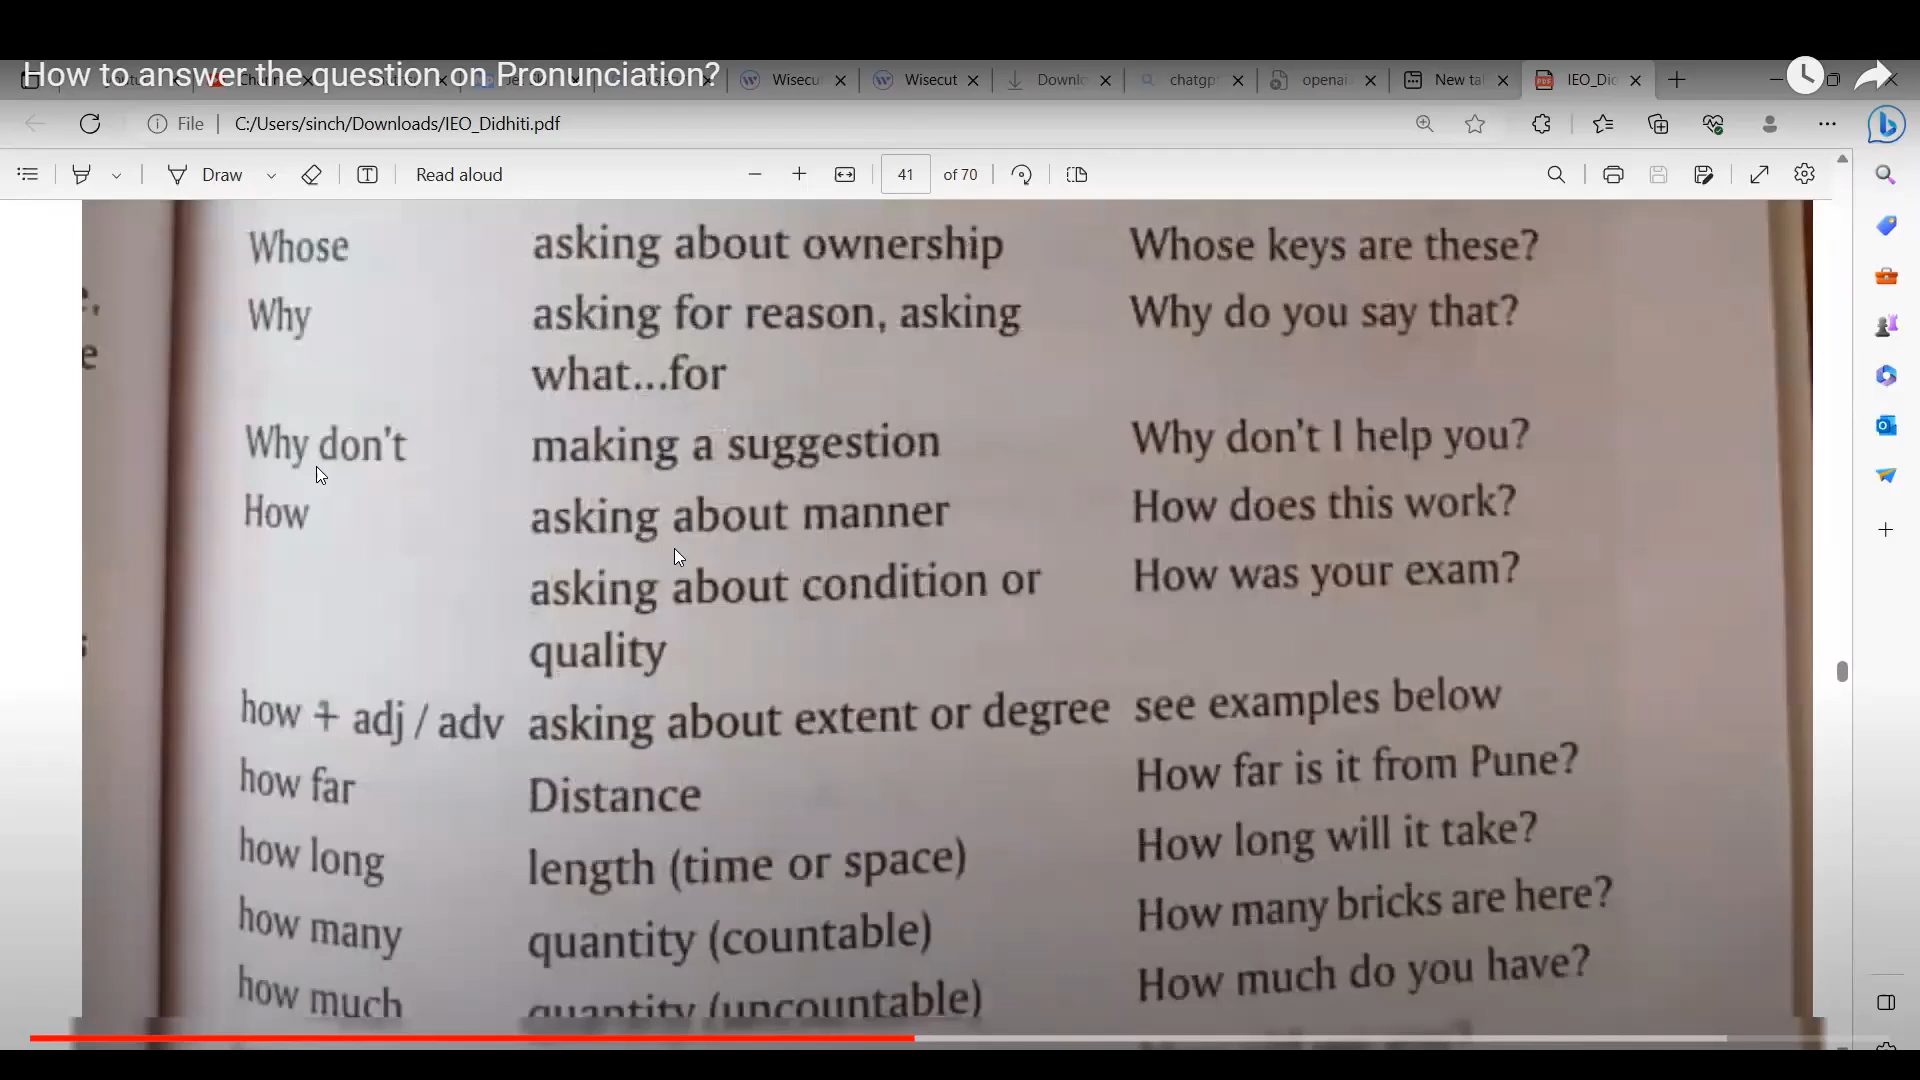 How to answer the question on Pronunciation?
Wisecu
Wisecut
Downlo
chatgp
openai
New tal
IEO_Did
File
C:/Users/sinch/Downloads/IEO_Didhiti.pdf
Draw
Read aloud
41 of 70
Whose asking about ownership Whose keys are these?
Why asking for reason, asking Why do you say that?
what...for
Why don't making a suggestion Why don't I help you?
How asking about manner How does this work?
asking about condition or How was your exam?
quality
how + adj / adv asking about extent or degree see examples below
how far Distance How far is it from Pune?
how long length (time or space) How long will it take?
how many quantity (countable) How many bricks are here?
how much quantity (uncountable) How much do you have?